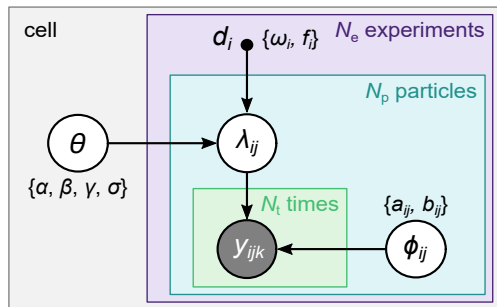 cell
N_e experiments
d_i {ω_i, f_i}
N_p particles
θ
λ_ij
{α, β, γ, σ}
N_t times
{a_ij, b_ij}
y_ijk
ϕ_ij